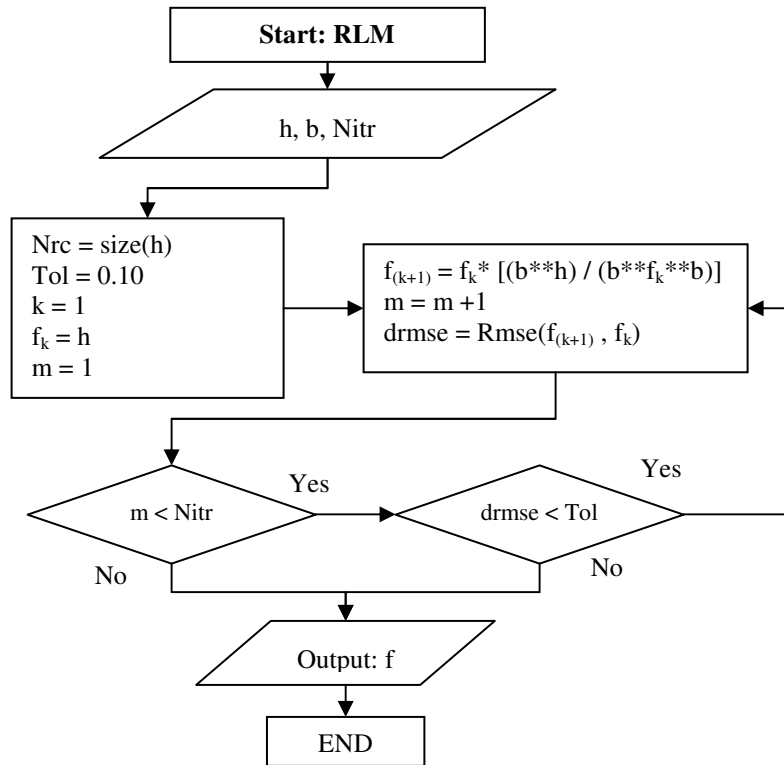 Start: RLM
h, b, Nitr
Nrc = size(h)
Tol = 0.10
k = 1
fₖ = h
m = 1
f₍ₖ₊₁₎ = fₖ* [(b**h) / (b**fₖ**b)]
m = m +1
drmse = Rmse(f₍ₖ₊₁₎ , fₖ)
m < Nitr
Yes
No
drmse < Tol
Yes
No
Output: f
END